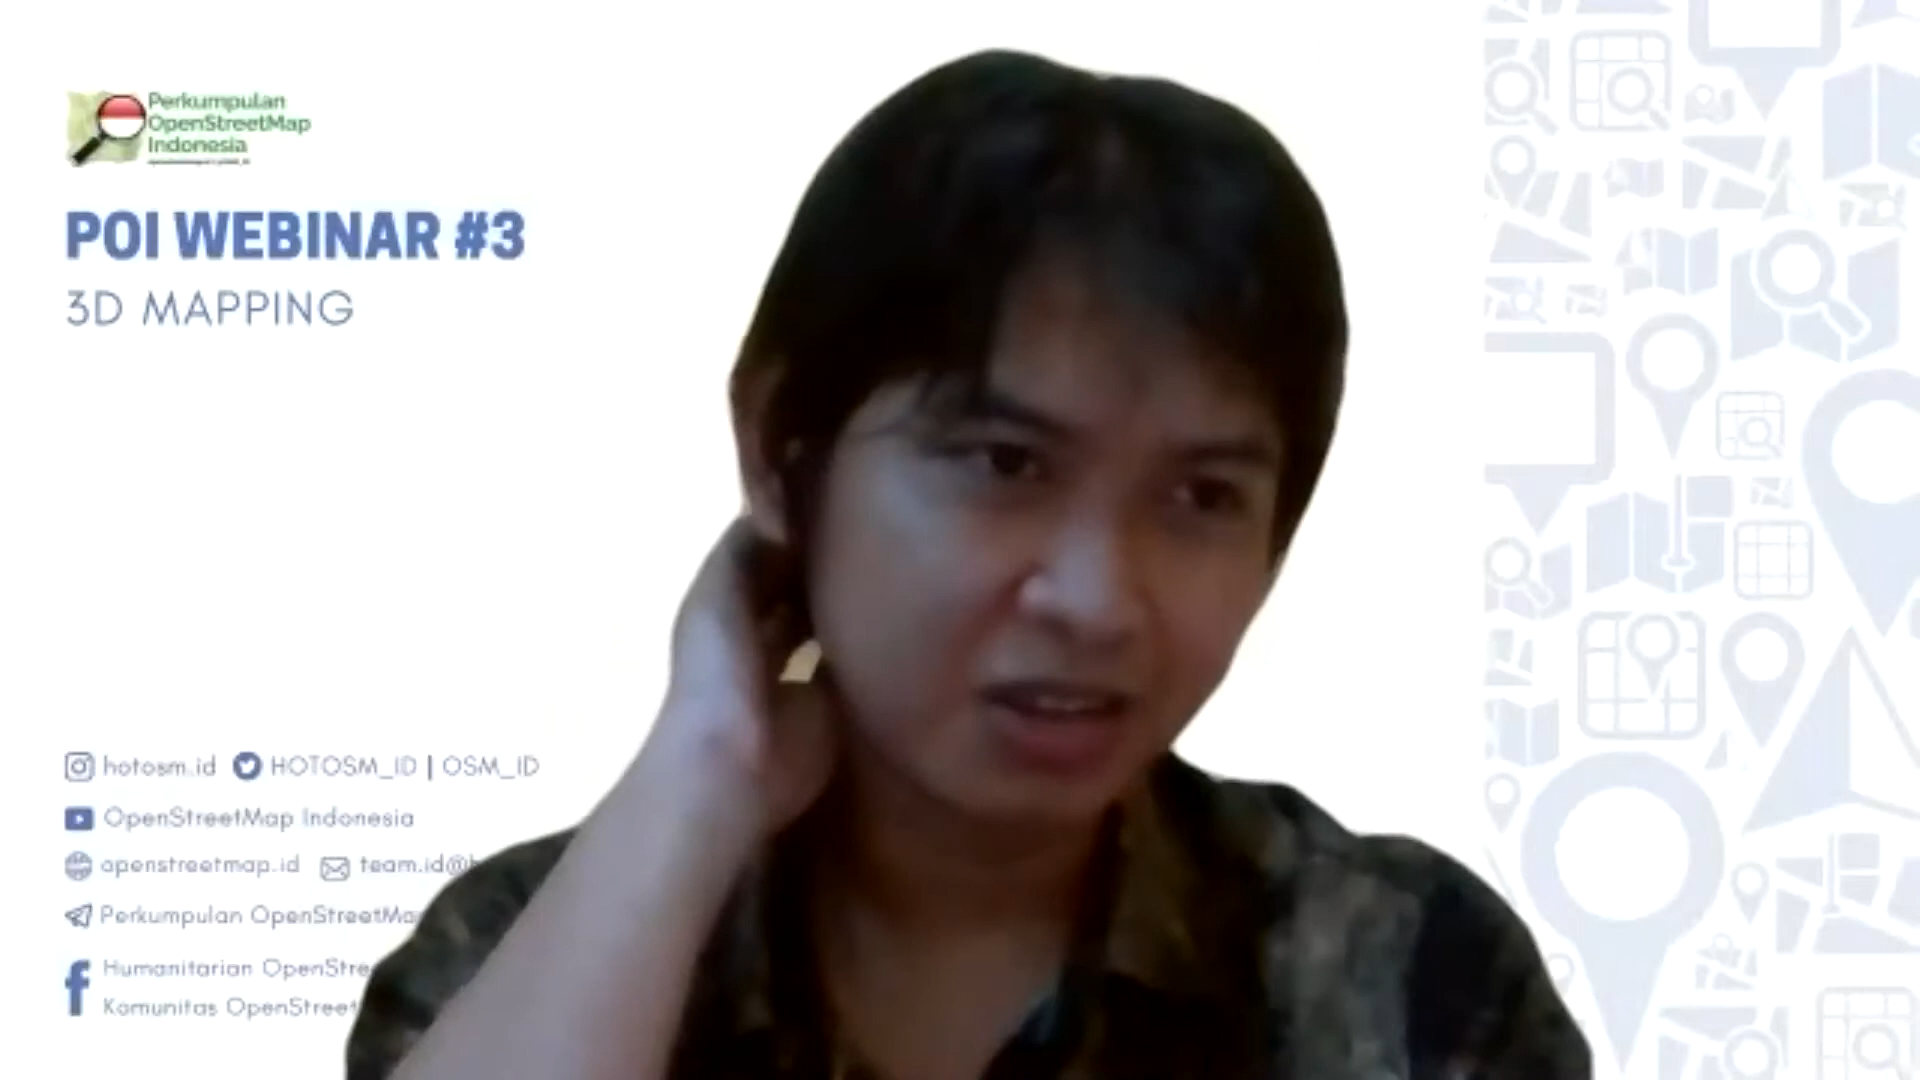 Perkumpulan
OpenStreetMap
Indonesia
POI WEBINAR #3
3D MAPPING
hotosm.id HOTOSM_ID | OSM_ID
OpenStreetMap Indonesia
openstreetmap.id team.id@
Perkumpulan OpenStreetMap
Humanitarian OpenStre
Komunitas OpenStreet